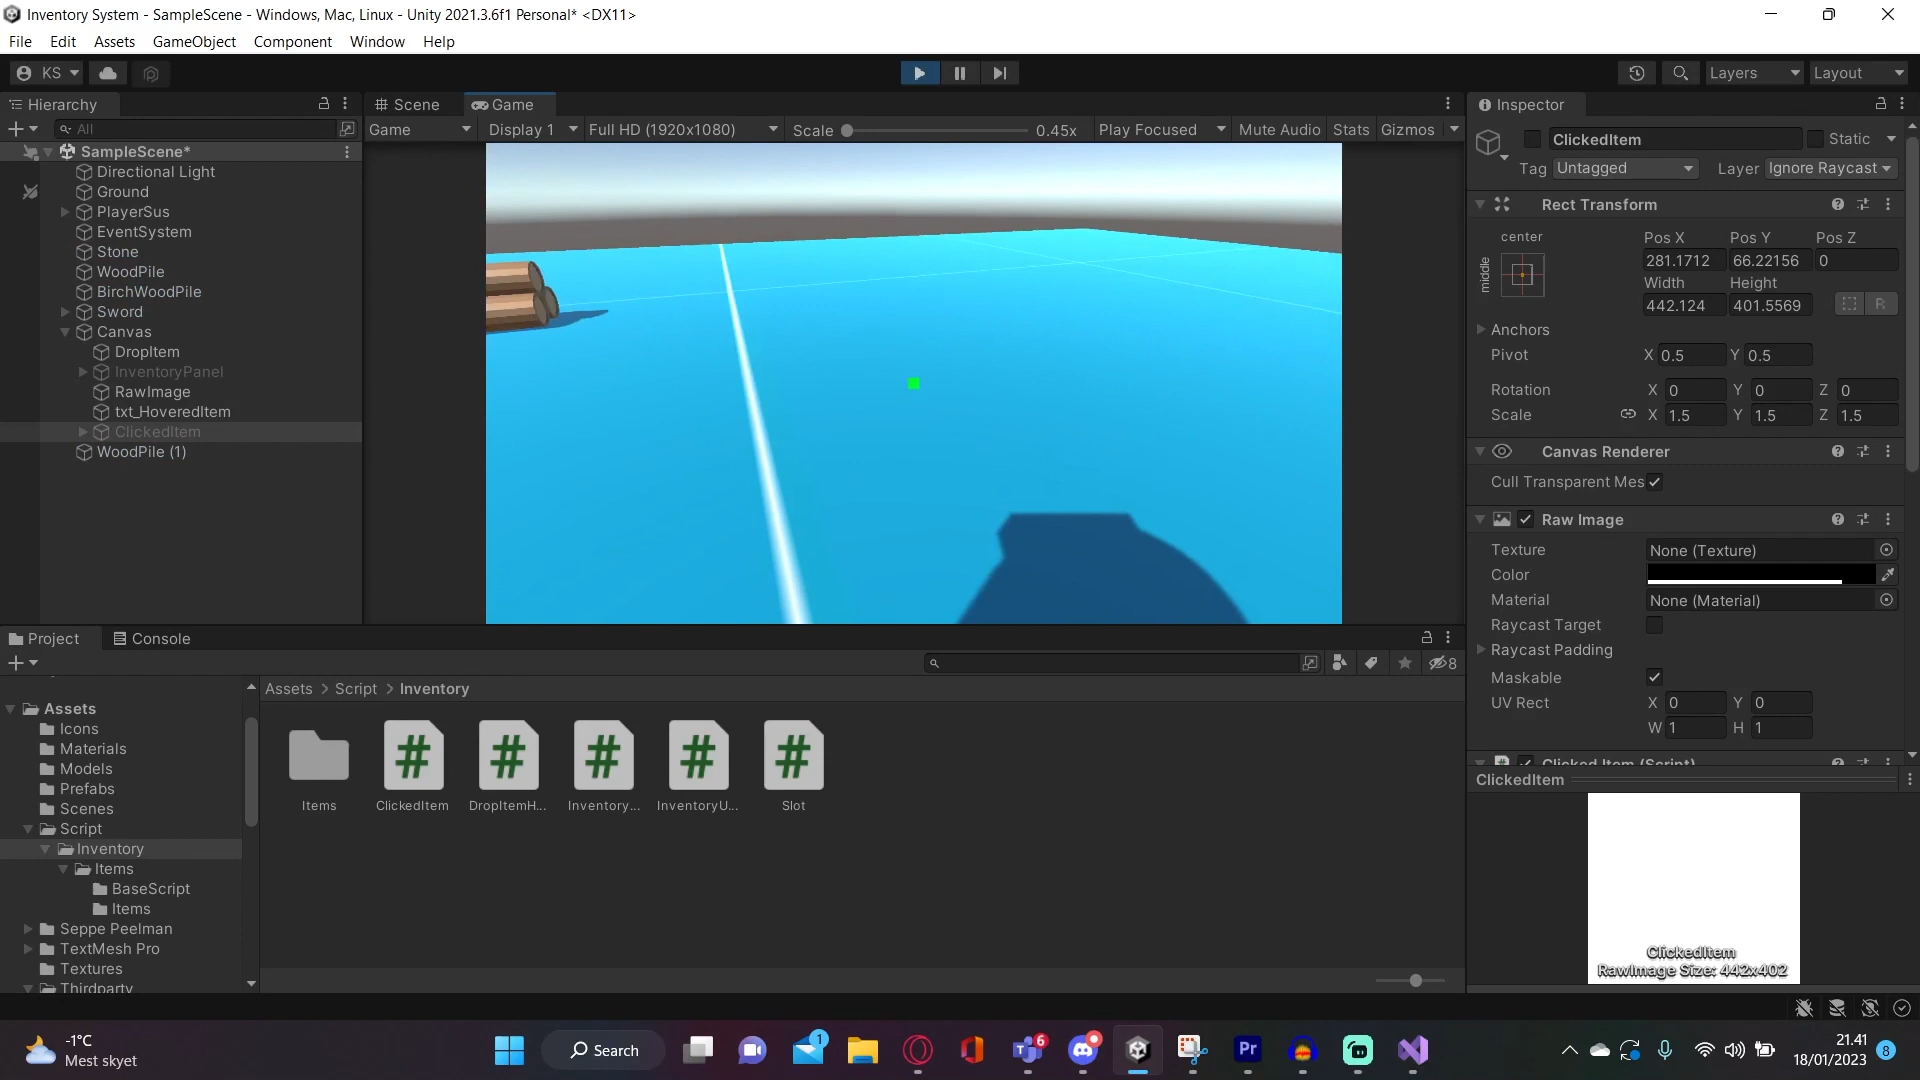 Inventory System - SampleScene - Windows, Mac, Linux - Unity 2021.3.6f1 Personal* <DX11>
File Edit Assets GameObject Component Window Help
KS
Layers Layout
Hierarchy
All
SampleScene*
Directional Light
Ground
PlayerSus
EventSystem
Stone
WoodPile
BirchWoodPile
Sword
Canvas
DropItem
InventoryPanel
RawImage
txt_HoveredItem
ClickedItem
WoodPile (1)
Scene Game
Game Display 1 Full HD (1920x1080) Scale 0.45x Play Focused Mute Audio Stats Gizmos
Inspector
ClickedItem Static
Tag Untagged Layer Ignore Raycast
Rect Transform
center
middle
Pos X Pos Y Pos Z
281.1712 66.22156 0
Width Height
442.124 401.5569 R
Anchors
Pivot X 0.5 Y 0.5
Rotation X 0 Y 0 Z 0
Scale X 1.5 Y 1.5 Z 1.5
Canvas Renderer
Cull Transparent Mes
Raw Image
Texture None (Texture)
Color
Material None (Material)
Raycast Target
Raycast Padding
Maskable
UV Rect X 0 Y 0
W 1 H 1
Clicked Item (Script)
ClickedItem
ClickedItem
RawImage Size: 442x402
Project Console
8
Assets
Icons
Materials
Models
Prefabs
Scenes
Script
Inventory
Items
BaseScript
Items
Seppe Peelman
TextMesh Pro
Textures
Thirdparty
Assets > Script > Inventory
Items ClickedItem DropItemH... Inventory... InventoryU... Slot
-1°C
Mest skyet
Search
1
6
Pr
21.41
18/01/2023
8